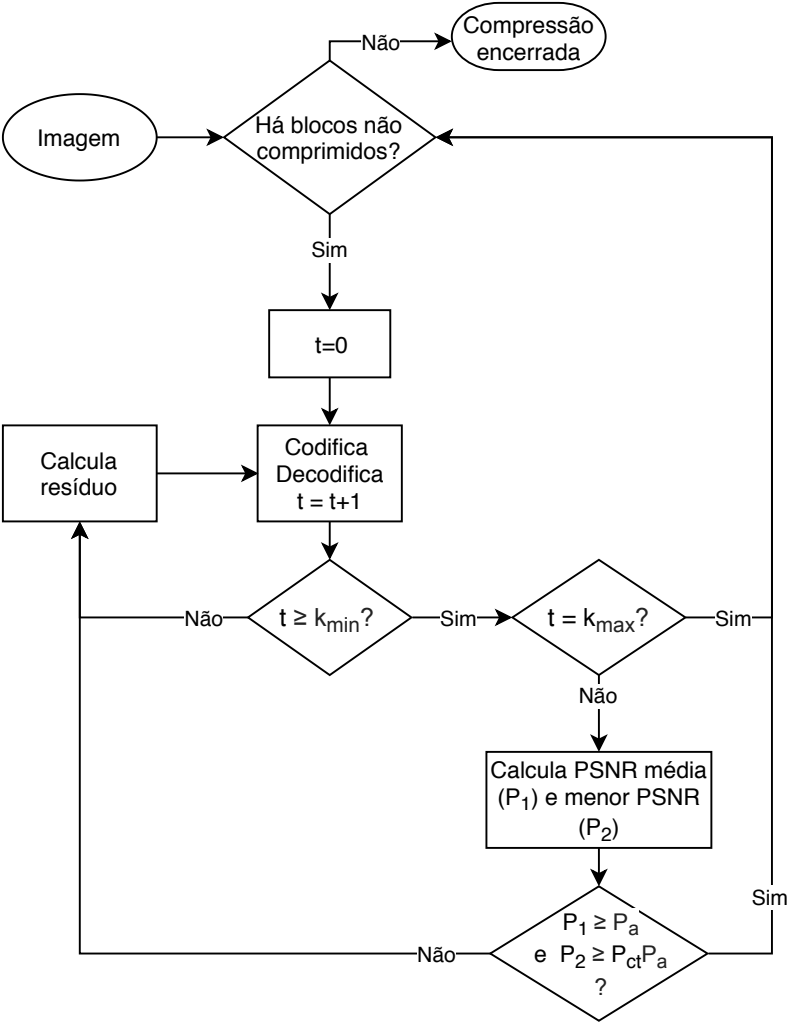 Compressão
encerrada
Não
Imagem
Há blocos não
comprimidos?
Sim
t=0
Calcula
resíduo
Codifica
Decodifica
t = t+1
Não
t ≥ kmin?
Sim
t = kmax?
Sim
Não
Calcula PSNR média
(P1) e menor PSNR
(P2)
Sim
P1 ≥ Pa
e P2 ≥ PctPa
?
Não